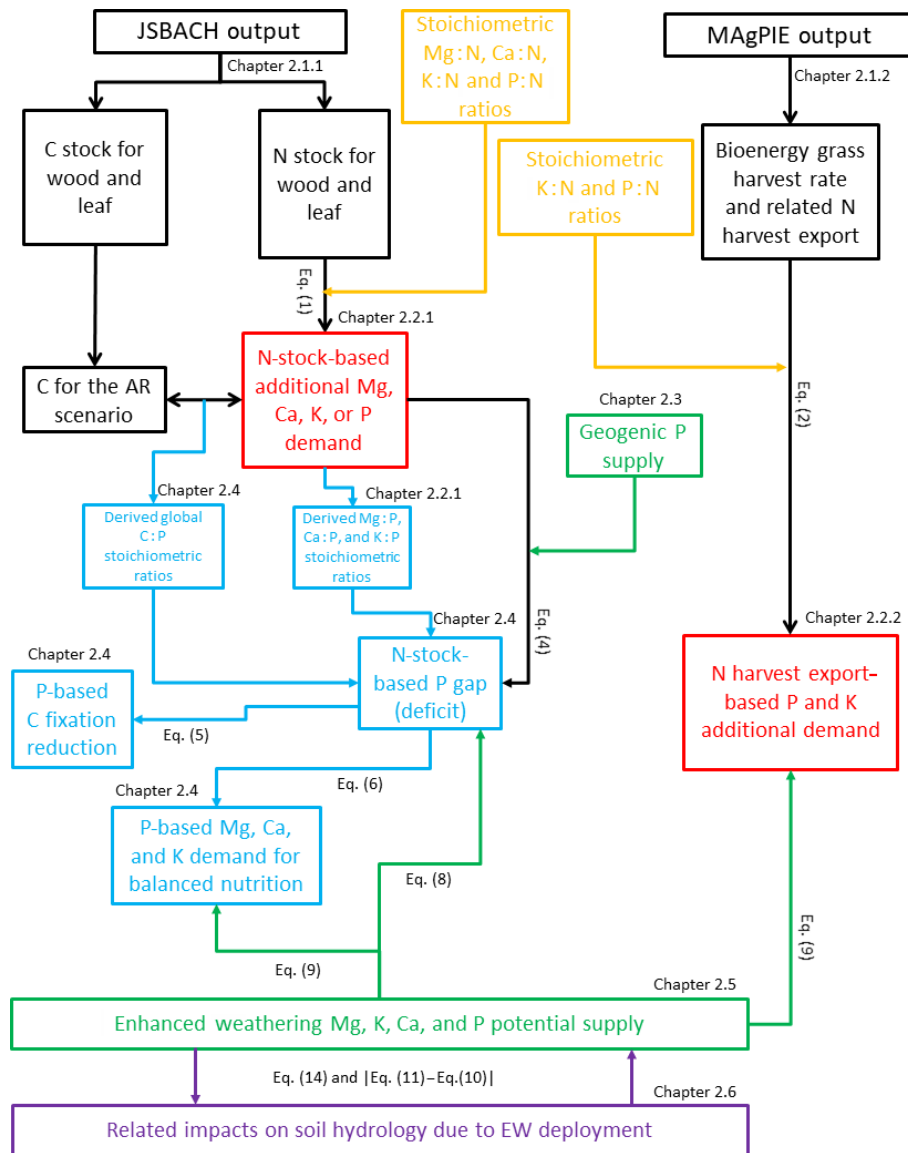 JSBACH output
Chapter 2.1.1
Stoichiometric
Mg:N, Ca:N,
K:N and P:N
ratios
MAgPIE output
Chapter 2.1.2
C stock for
wood and
leaf
N stock for
wood and
leaf
Stoichiometric
K:N and P:N
ratios
Bioenergy grass
harvest rate
and related N
harvest export
Eq. (1)
Chapter 2.2.1
C for the AR
scenario
N-stock-based
additional Mg,
Ca, K, or P
demand
Eq. (2)
Chapter 2.3
Geogenic P
supply
Chapter 2.4
Derived global
C:P
stoichiometric
ratios
Chapter 2.2.1
Derived Mg:P,
Ca:P, and K:P
stoichiometric
ratios
Eq. (4)
Chapter 2.4
N-stock-
based P gap
(deficit)
Chapter 2.2.2
N harvest export–
based P and K
additional demand
Chapter 2.4
P-based
C fixation
reduction
Eq. (5)
Eq. (6)
Chapter 2.4
P-based Mg, Ca,
and K demand for
balanced nutrition
Eq. (8)
Eq. (9)
Eq. (9)
Chapter 2.5
Enhanced weathering Mg, K, Ca, and P potential supply
Eq. (14) and |Eq. (11)–Eq.(10)|
Chapter 2.6
Related impacts on soil hydrology due to EW deployment